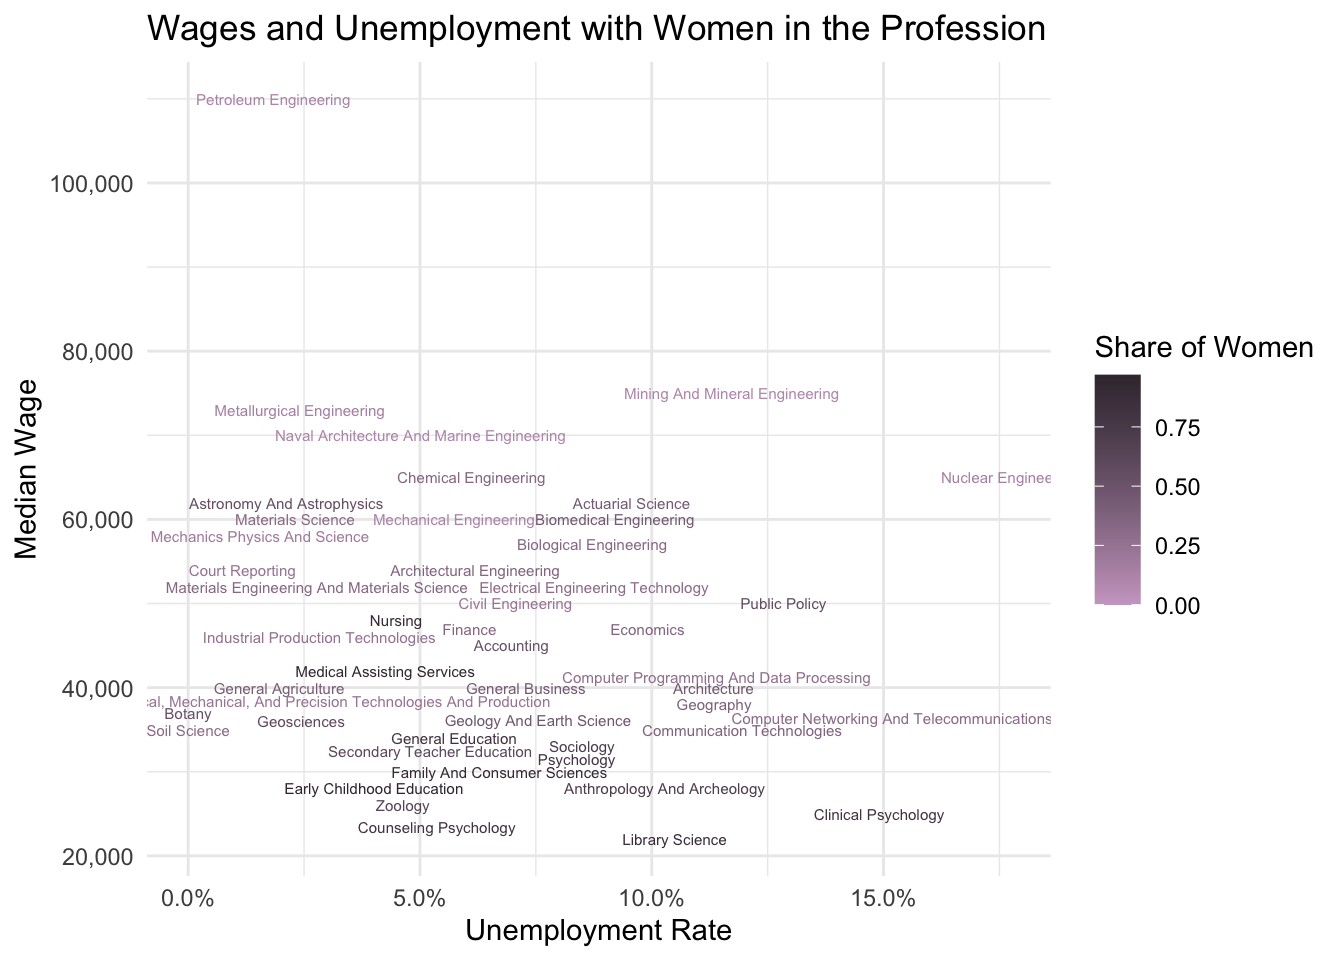 Wages and Unemployment with Women in the Profession
Petroleum Engineering
100,000
80,000
Mining And Mineral Engineering
Metallurgical Engineering
Naval Architecture And Marine Engineering
Chemical Engineering
Nuclear Enginee
Astronomy And Astrophysics
Actuarial Science
60,000
Materials Science
Mechanical Engineering
Biomedical Engineering
Mechanics Physics And Science
Biological Engineering
Court Reporting
Architectural Engineering
Materials Engineering And Materials Science
Electrical Engineering Technology
Civil Engineering
Public Policy
Nursing
Finance
Economics
Industrial Production Technologies
Accounting
Medical Assisting Services
Computer Programming And Data Processing
40,000
General Agriculture
General Business
Architecture
cal, Mechanical, And Precision Technologies And Production
Geography
Botany
Geosciences
Geology And Earth Science
Computer Networking And Telecommunications
Soil Science
Communication Technologies
General Education
Sociology
Secondary Teacher Education
Psychology
Family And Consumer Sciences
Early Childhood Education
Anthropology And Archeology
Zoology
Clinical Psychology
Counseling Psychology
Library Science
20,000
0.0%
5.0%
10.0%
15.0%
Unemployment Rate
Median Wage
Share of Women
0.75
0.50
0.25
0.00